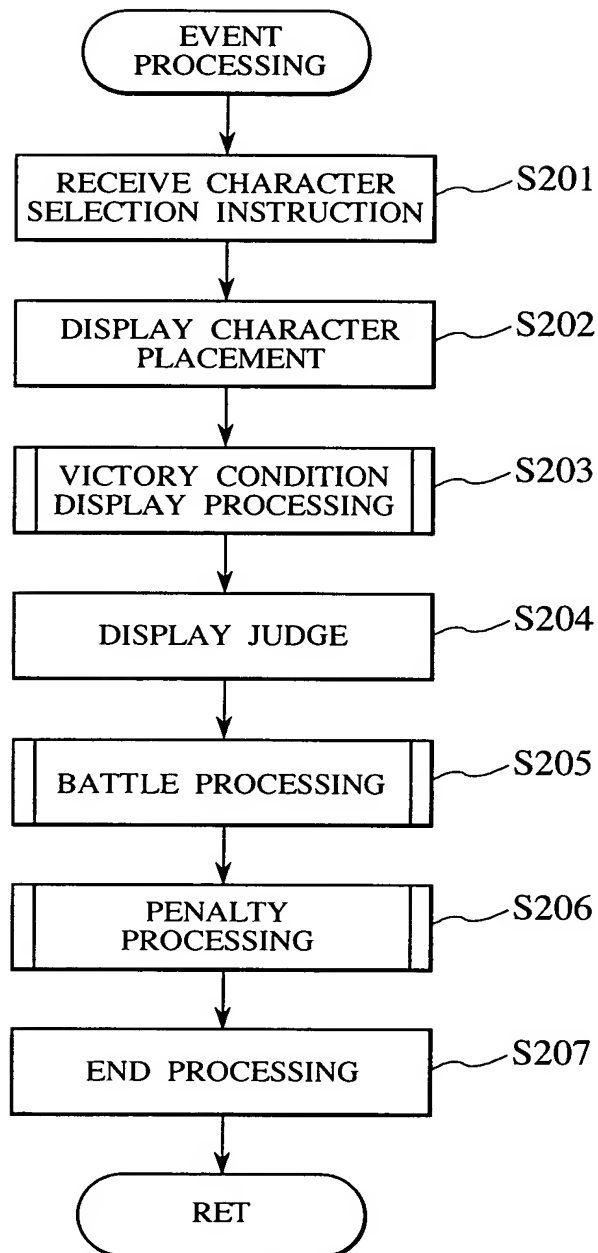 EVENT
PROCESSING
RECEIVE CHARACTER
SELECTION INSTRUCTION
S201
DISPLAY CHARACTER
PLACEMENT
S202
VICTORY CONDITION
DISPLAY PROCESSING
S203
DISPLAY JUDGE
S204
BATTLE PROCESSING
S205
PENALTY
PROCESSING
S206
END PROCESSING
S207
RET